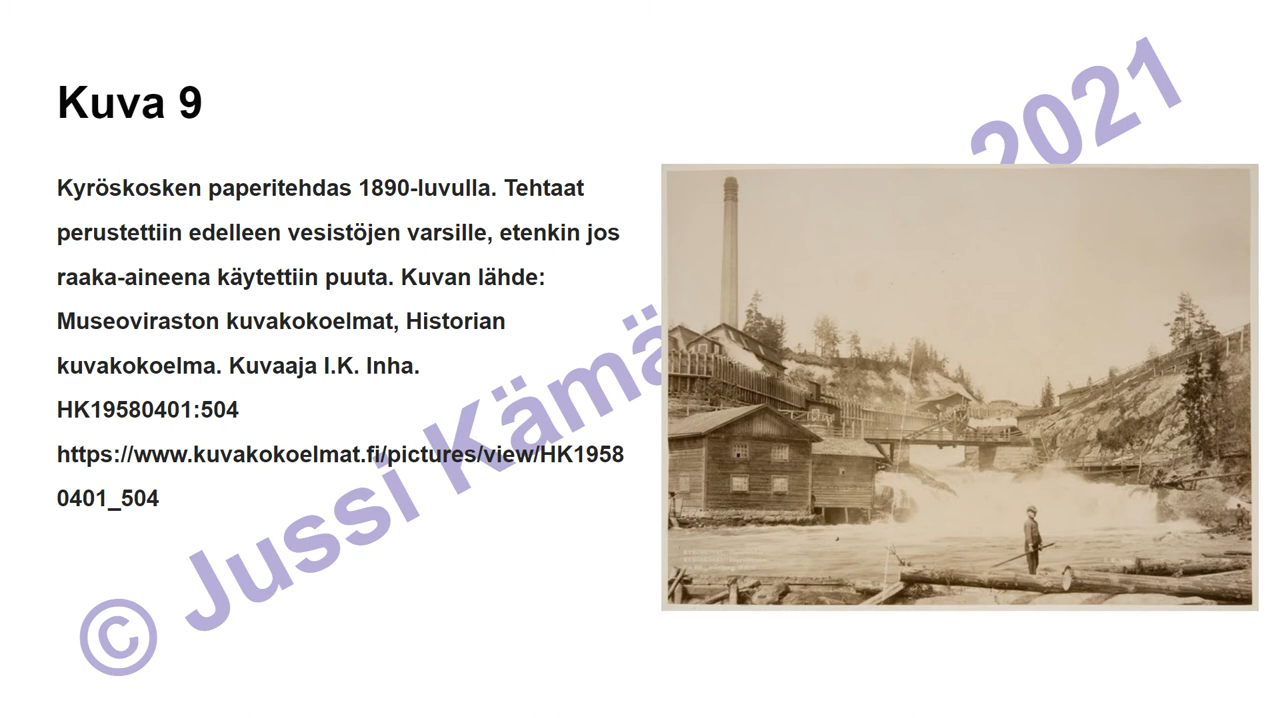 Kuva 9
Kyröskosken paperitehdas 1890-luvulla. Tehtaat
perustettiin edelleen vesistöjen varsille, etenkin jos
raaka-aineena käytettiin puuta. Kuvan lähde:
Museoviraston kuvakokoelmat, Historian
kuvakokoelma. Kuvaaja I.K. Inha.
HK19580401:504
https://www.kuvakokoelmat.fi/pictures/view/HK1958
0401_504
© Jussi Kämä
2021